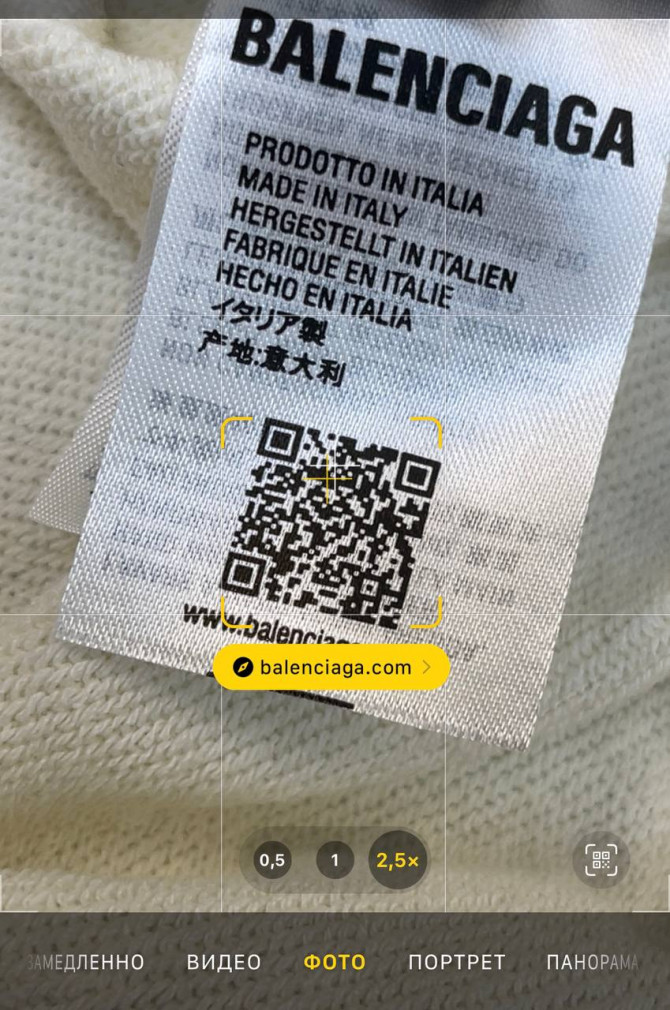 BALENCIAGA
PRODOTTO IN ITALIA
MADE IN ITALY
HERGESTELLT IN ITALIEN
FABRIQUE EN ITALIE
HECHO EN ITALIA
イタリア製
产地:意大利
www.balenciaga
balenciaga.com
0,5 1 2,5×
ЗАМЕДЛЕННО ВИДЕО ФОТО ПОРТРЕТ ПАНОРАМА